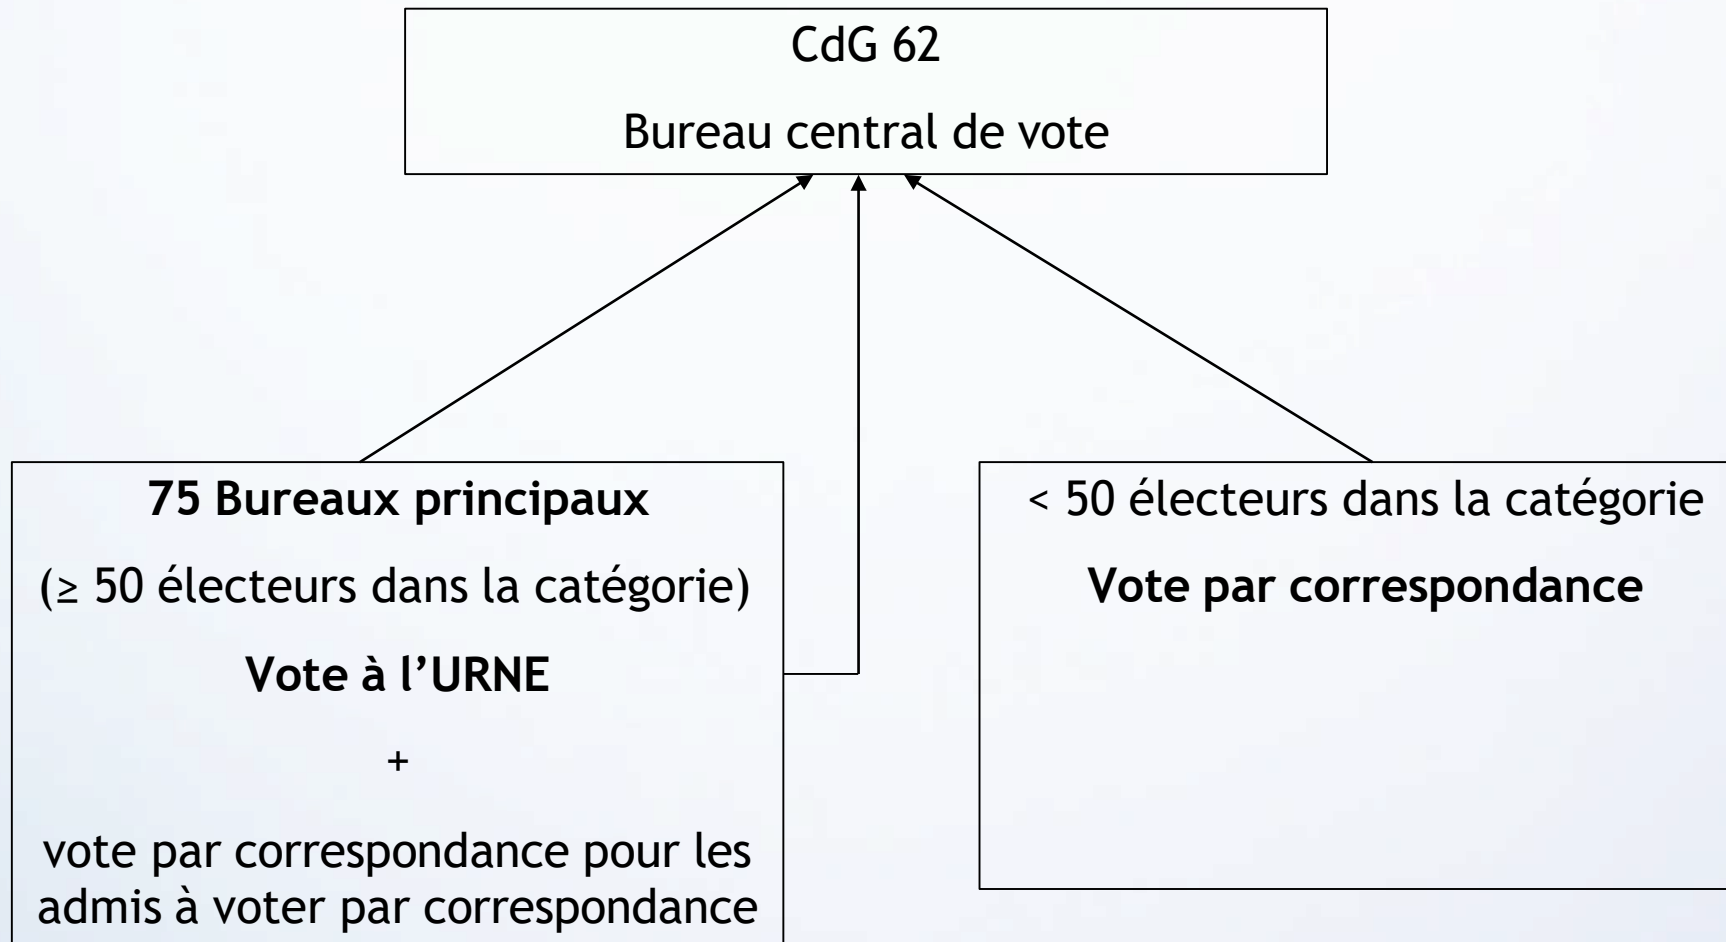 CdG 62
Bureau central de vote
75 Bureaux principaux
(≥ 50 électeurs dans la catégorie)
Vote à l’URNE
+
vote par correspondance pour les
admis à voter par correspondance
< 50 électeurs dans la catégorie
Vote par correspondance